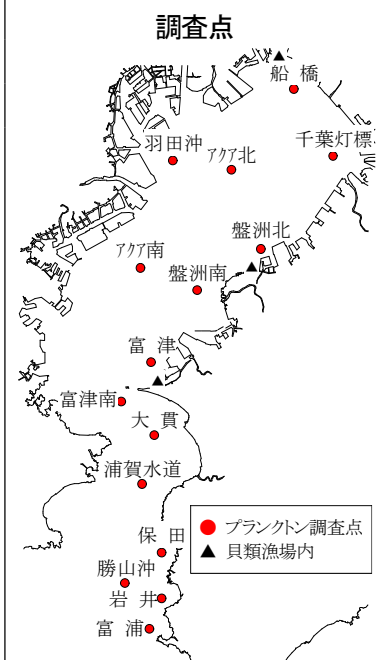 調査点
船 橋
羽田沖
千葉灯標
アクア北
盤洲北
アクア南
盤洲南
富 津
富津南
大 貫
浦賀水道
保 田
勝山沖
岩 井
富 浦
プランクトン調査点
貝類漁場内